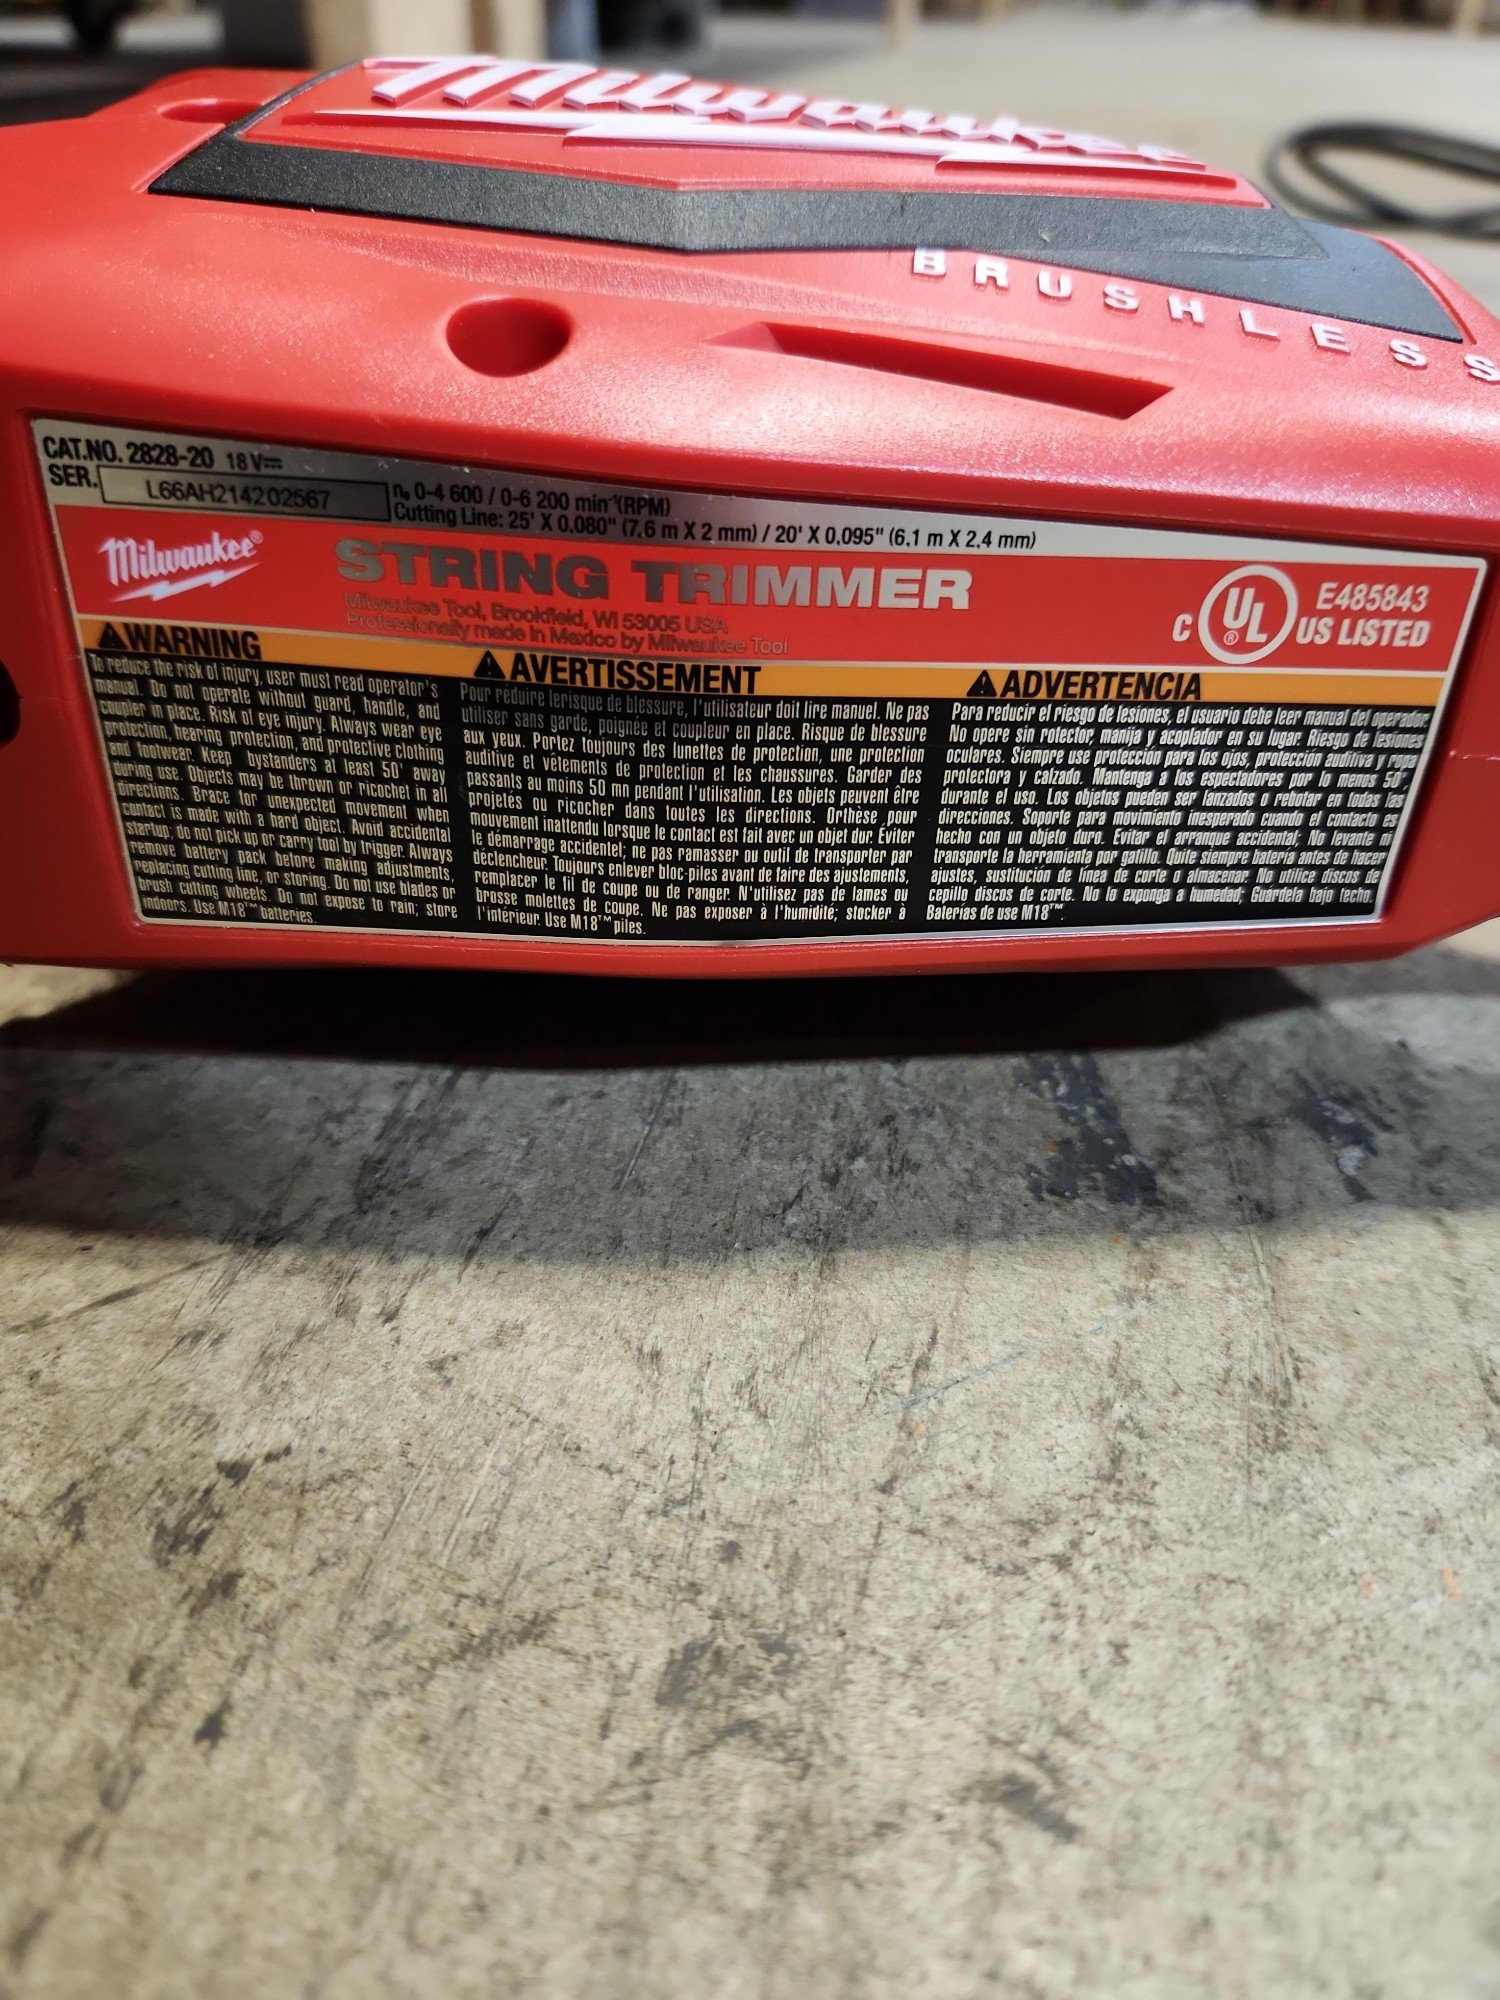 Milwaukee
BRUSHLESS
CAT.NO. 2828-20 18V⎓
SER. L66AH214202567
n₀ 0-4 600 / 0-6 200 min⁻¹(RPM)
Cutting Line: 25' X 0.080" (7.6 m X 2 mm) / 20' X 0.095" (6.1 m X 2.4 mm)
Milwaukee®
STRING TRIMMER
Milwaukee Tool, Brookfield, WI 53005 USA
Professionally made in Mexico by Milwaukee Tool
C UL® US LISTED
E485843
⚠WARNING
To reduce the risk of injury, user must read operator's
manual. Do not operate without guard, handle, and
coupler in place. Risk of eye injury. Always wear eye
protection, hearing protection, and protective clothing
and footwear. Keep bystanders at least 50' away
during use. Objects may be thrown or ricochet in all
directions. Brace for unexpected movement when
contact is made with a hard object. Avoid accidental
startup; do not pick up or carry tool by trigger. Always
remove battery pack before making adjustments,
replacing cutting line, or storing. Do not use blades or
brush cutting wheels. Do not expose to rain; store
indoors. Use M18™ batteries.
⚠AVERTISSEMENT
Pour réduire lerisque de blessure, l'utilisateur doit lire manuel. Ne pas
utiliser sans garde, poignée et coupleur en place. Risque de blessure
aux yeux. Portez toujours des lunettes de protection, une protection
auditive et vêtements de protection et les chaussures. Garder des
passants au moins 50 mn pendant l'utilisation. Les objets peuvent être
projetés ou ricocher dans toutes les directions. Orthèse pour
mouvement inattendu lorsque le contact est fait avec un objet dur. Éviter
le démarrage accidentel; ne pas ramasser ou outil de transporter par
déclencheur. Toujours enlever bloc-piles avant de faire des ajustements,
remplacer le fil de coupe ou de ranger. N'utilisez pas de lames ou
brosse molettes de coupe. Ne pas exposer à l'humidité; stocker à
l'intérieur. Use M18™ piles.
⚠ADVERTENCIA
Para reducir el riesgo de lesiones, el usuario debe leer manual del operador.
No opere sin rotector, manija y acoplador en su lugar. Riesgo de lesiones
oculares. Siempre use protección para los ojos, protección auditiva y ropa
protectora y calzado. Mantenga a los espectadores por lo menos 50',
durante el uso. Los objetos pueden ser lanzados o rebotar en todas las
direcciones. Soporte para movimiento inesperado cuando el contacto es
hecho con un objeto duro. Evitar el arranque accidental; No levante ni
transporte la herramienta por gatillo. Quite siempre batería antes de hacer
ajustes, sustitución de línea de corte o almacenar. No utilice discos de
cepillo discos de corte. No lo exponga a humedad; Guárdela bajo techo.
Baterías de use M18™.